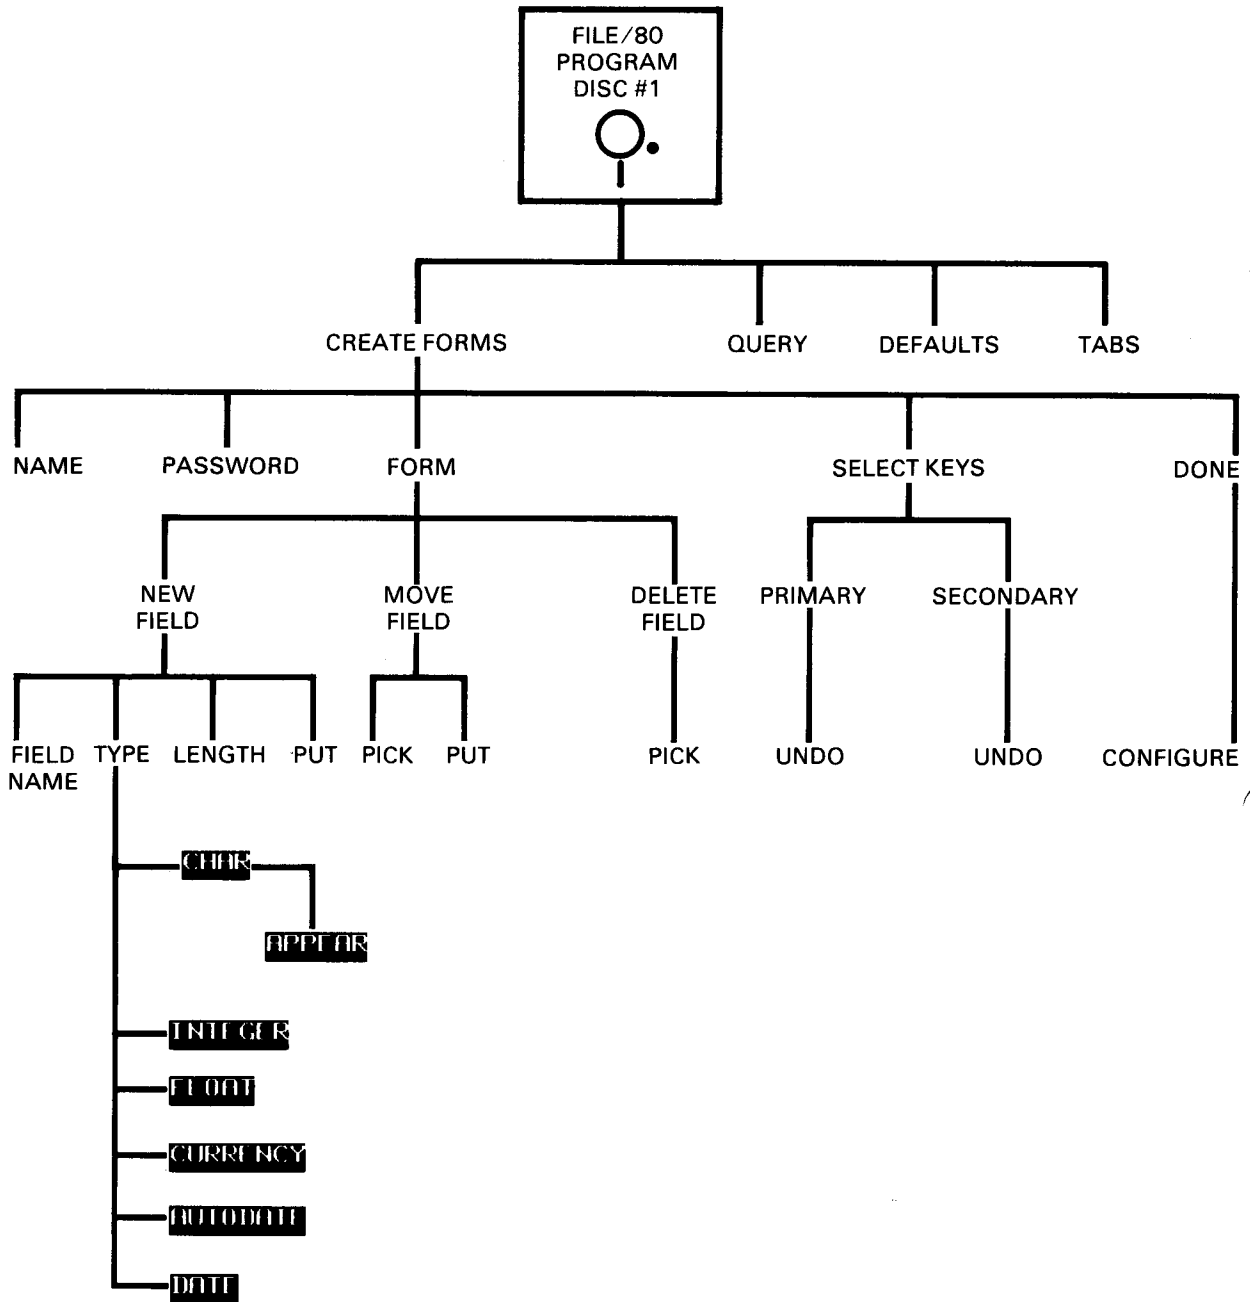 FILE/80
PROGRAM
DISC #1
CREATE FORMS
QUERY
DEFAULTS
TABS
NAME
PASSWORD
FORM
SELECT KEYS
DONE
NEW
FIELD
MOVE
FIELD
DELETE
FIELD
PRIMARY
SECONDARY
FIELD
NAME
TYPE
LENGTH
PUT
PICK
PUT
PICK
UNDO
UNDO
CONFIGURE
CHAR
APPEAR
INTEGER
FLOAT
CURRENCY
AUTODATE
DATE